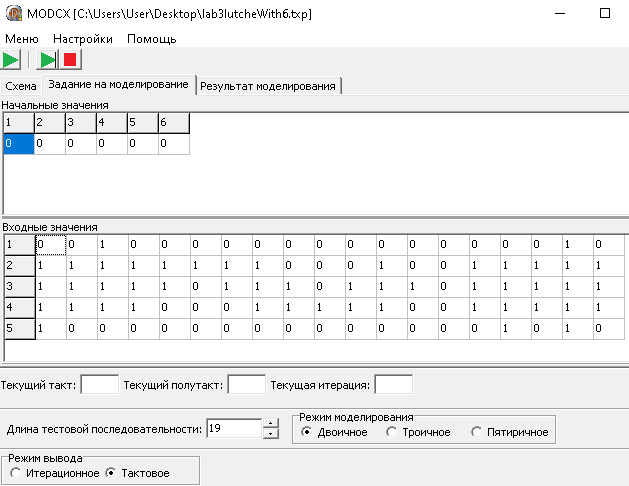 MODCX [C:\Users\User\Desktop\lab3lutcheWith6.txp]
Меню Настройки Помощь
Схема Задание на моделирование Результат моделирования
Начальные значения
1 2 3 4 5 6
0 0 0 0 0 0
Входные значения
1 0 0 1 0 0 0 0 0 0 0 0 0 0 0 0 0 0 1 0
2 1 1 1 1 1 1 1 1 0 0 0 1 0 0 1 1 1 1 1
3 1 1 1 1 1 0 1 1 0 1 1 0 1 1 0 1 1 1 1
4 1 1 1 1 1 0 0 0 1 1 1 1 0 0 1 1 1 1 1
5 1 0 0 0 0 0 0 0 0 0 0 0 0 0 0 1 0 1 0
Текущий такт: Текущий полутакт: Текущая итерация:
Режим моделирования
Длина тестовой последовательности: 19 Двоичное Троичное Пятиричное
Режим вывода
Итерационное Тактовое